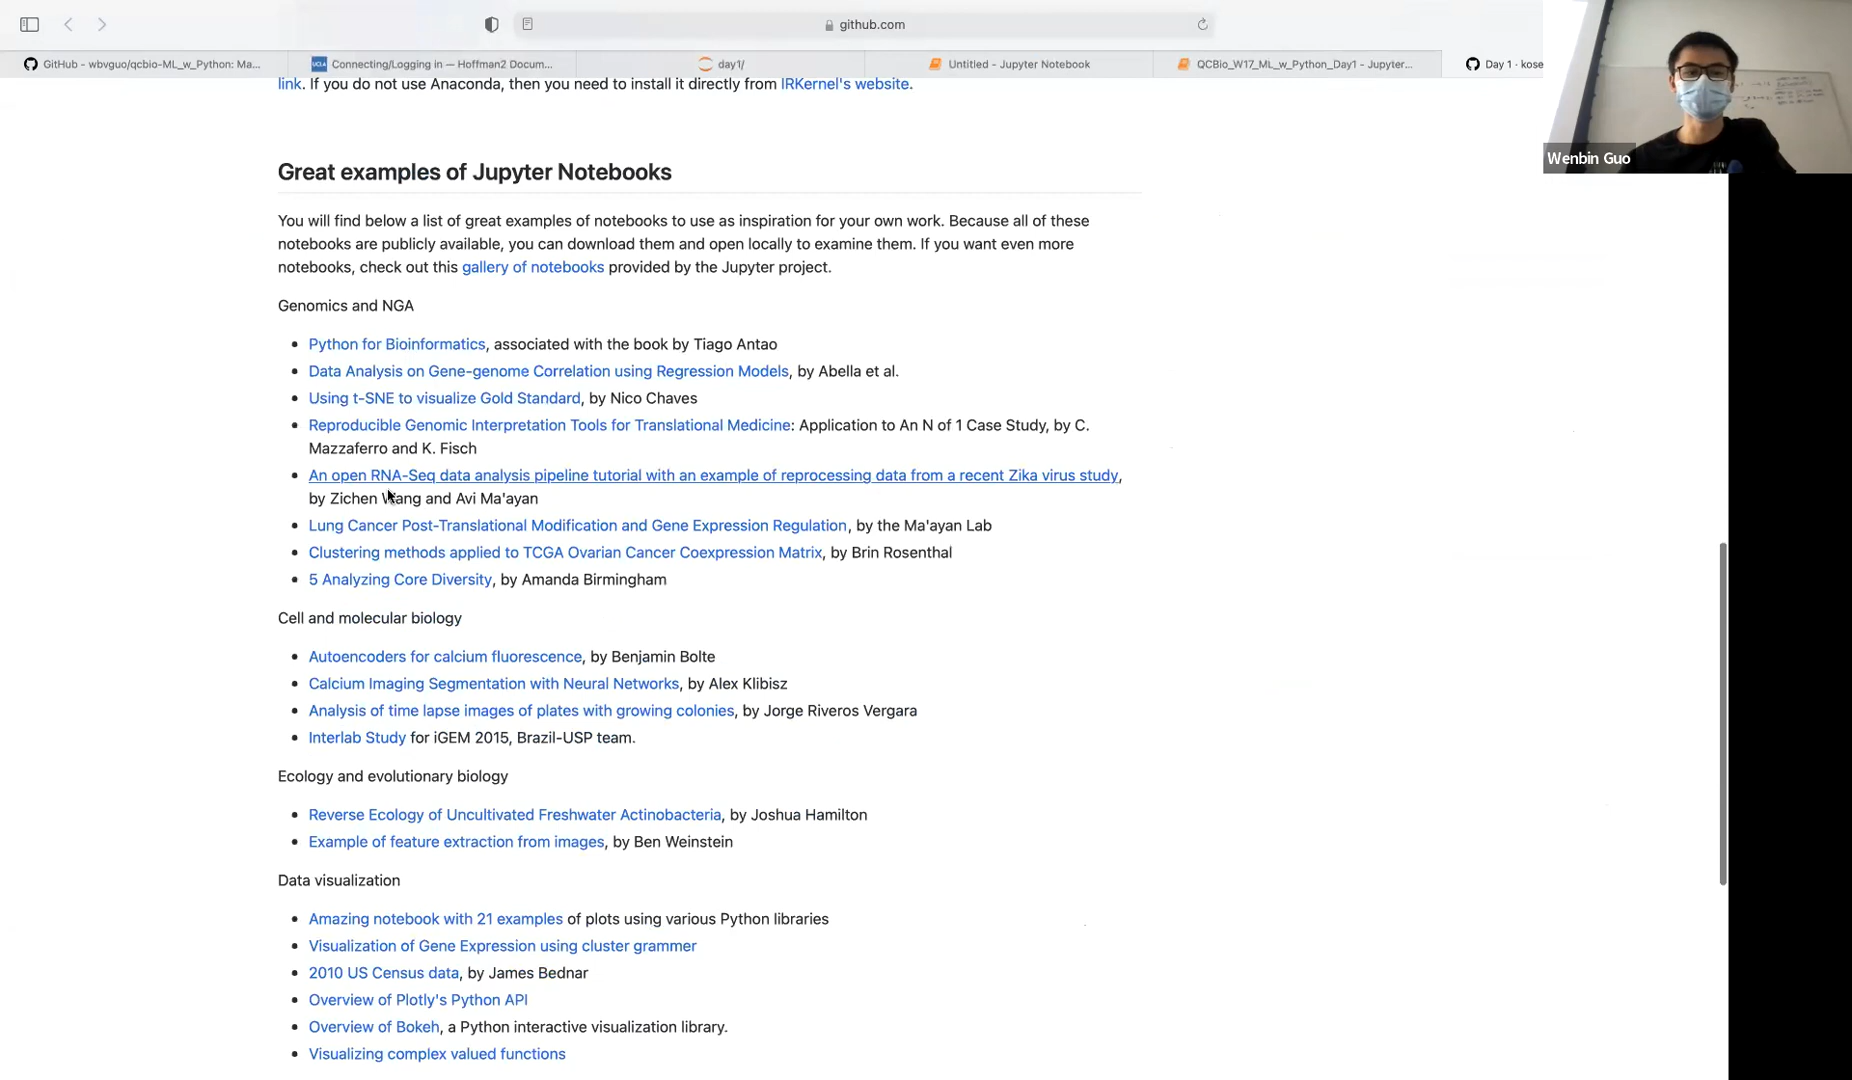 github.com
GitHub - wbvguo/qcbio-ML_w_Python: Ma...
UCLA
Connecting/Logging in — Hoffman2 Docum...
day1/
Untitled - Jupyter Notebook
QCBio_W17_ML_w_Python_Day1 - Jupyter...
Day 1 · kose
Wenbin Guo
link. If you do not use Anaconda, then you need to install it directly from IRKernel's website.
Great examples of Jupyter Notebooks
You will find below a list of great examples of notebooks to use as inspiration for your own work. Because all of these
notebooks are publicly available, you can download them and open locally to examine them. If you want even more
notebooks, check out this gallery of notebooks provided by the Jupyter project.
Genomics and NGA
• Python for Bioinformatics, associated with the book by Tiago Antao
• Data Analysis on Gene-genome Correlation using Regression Models, by Abella et al.
• Using t-SNE to visualize Gold Standard, by Nico Chaves
• Reproducible Genomic Interpretation Tools for Translational Medicine: Application to An N of 1 Case Study, by C.
Mazzaferro and K. Fisch
• An open RNA-Seq data analysis pipeline tutorial with an example of reprocessing data from a recent Zika virus study,
by Zichen Wang and Avi Ma'ayan
• Lung Cancer Post-Translational Modification and Gene Expression Regulation, by the Ma'ayan Lab
• Clustering methods applied to TCGA Ovarian Cancer Coexpression Matrix, by Brin Rosenthal
• 5 Analyzing Core Diversity, by Amanda Birmingham
Cell and molecular biology
• Autoencoders for calcium fluorescence, by Benjamin Bolte
• Calcium Imaging Segmentation with Neural Networks, by Alex Klibisz
• Analysis of time lapse images of plates with growing colonies, by Jorge Riveros Vergara
• Interlab Study for iGEM 2015, Brazil-USP team.
Ecology and evolutionary biology
• Reverse Ecology of Uncultivated Freshwater Actinobacteria, by Joshua Hamilton
• Example of feature extraction from images, by Ben Weinstein
Data visualization
• Amazing notebook with 21 examples of plots using various Python libraries
• Visualization of Gene Expression using cluster grammer
• 2010 US Census data, by James Bednar
• Overview of Plotly's Python API
• Overview of Bokeh, a Python interactive visualization library.
• Visualizing complex valued functions